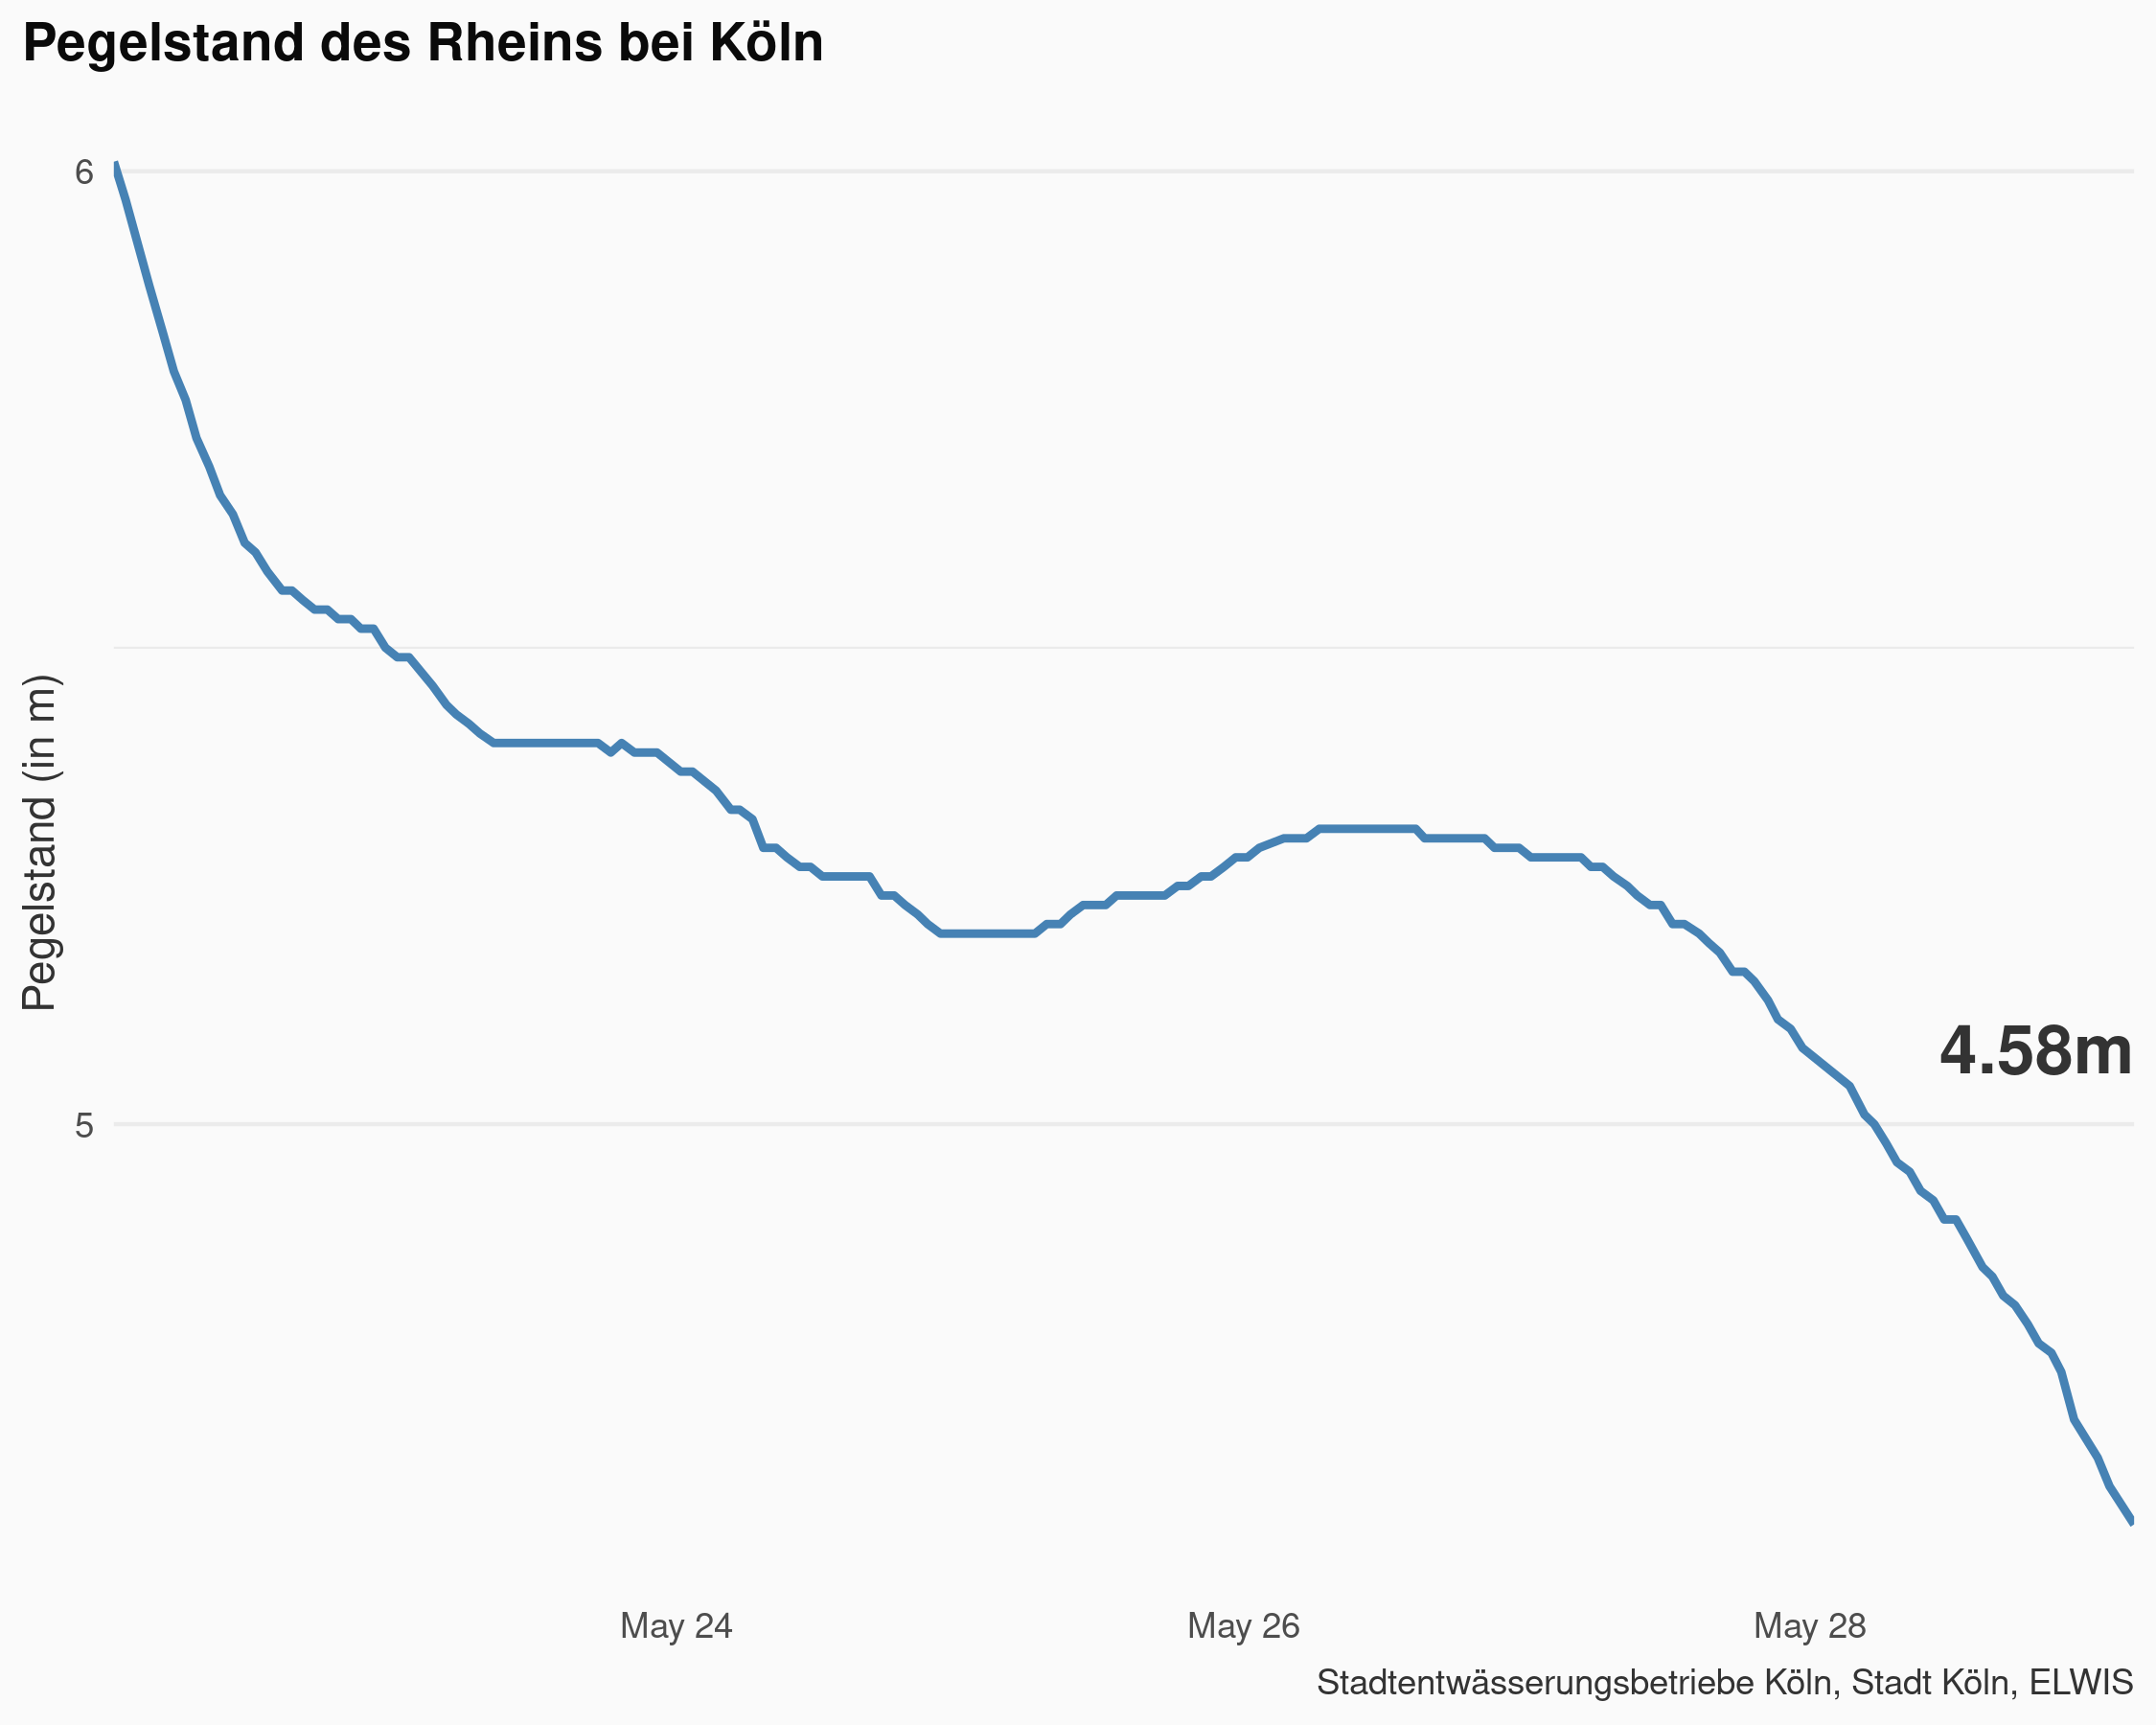 Pegelstand des Rheins bei Köln
6
Pegelstand (in m)
4.58m
5
May 24
May 26
May 28
Stadtentwässerungsbetriebe Köln, Stadt Köln, ELWIS